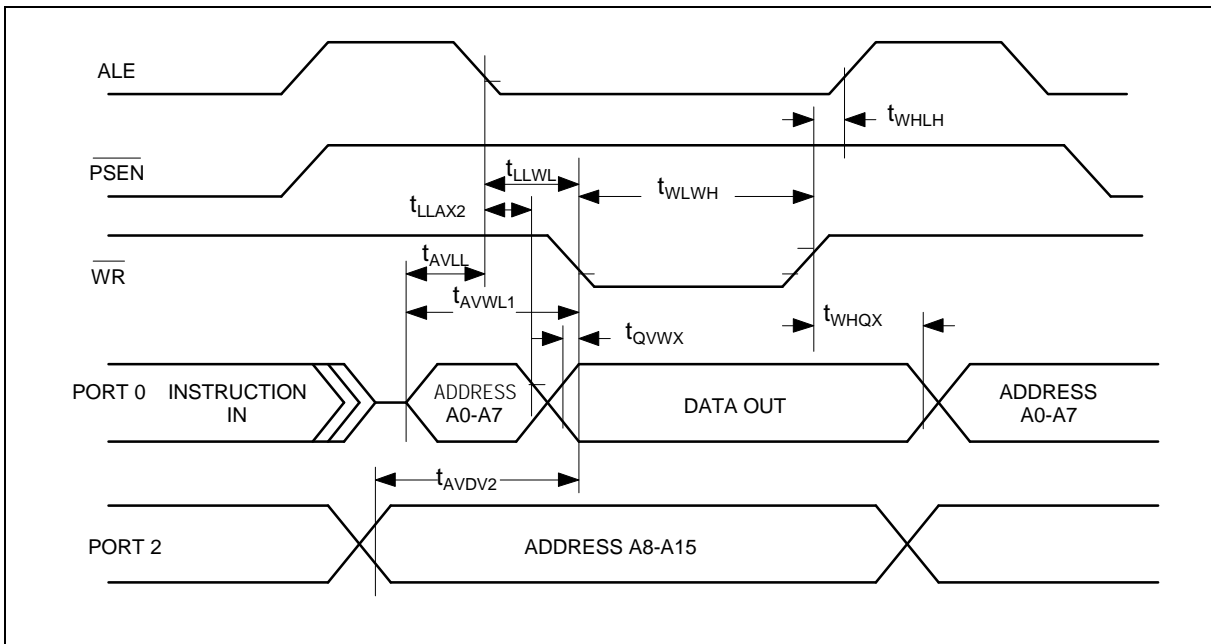 ALE
tWHLH
PSEN
tLLWL
tWLWH
tLLAX2
WR
tAVLL
tAVWL1
tWHQX
tQVWX
PORT 0
INSTRUCTION
IN
ADDRESS
A0-A7
DATA OUT
ADDRESS
A0-A7
tAVDV2
PORT 2
ADDRESS A8-A15